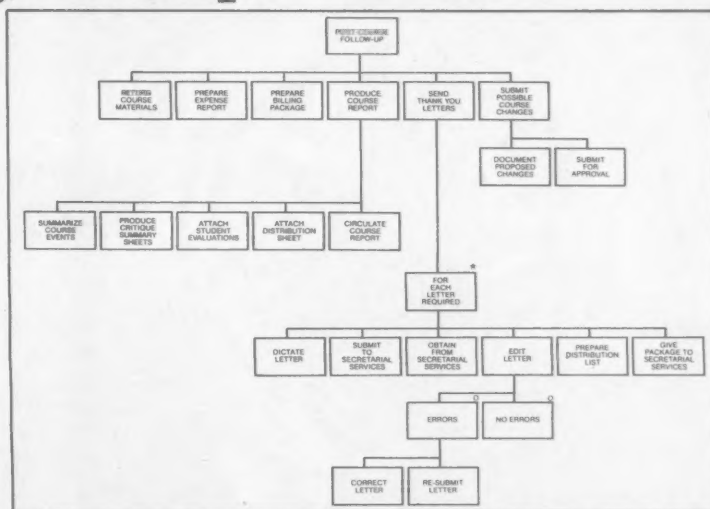 POST-COURSE
FOLLOW-UP
RETURN
COURSE
MATERIALS
PREPARE
EXPENSE
REPORT
PREPARE
BILLING
PACKAGE
PRODUCE
COURSE
REPORT
SEND
THANK YOU
LETTERS
SUBMIT
POSSIBLE
COURSE
CHANGES
DOCUMENT
PROPOSED
CHANGES
SUBMIT
FOR
APPROVAL
SUMMARIZE
COURSE
EVENTS
PRODUCE
CRITIQUE
SUMMARY
SHEETS
ATTACH
STUDENT
EVALUATIONS
ATTACH
DISTRIBUTION
SHEET
CIRCULATE
COURSE
REPORT
*
FOR
EACH
LETTER
REQUIRED
DICTATE
LETTER
SUBMIT
TO
SECRETARIAL
SERVICES
OBTAIN
FROM
SECRETARIAL
SERVICES
EDIT
LETTER
PREPARE
DISTRIBUTION
LIST
GIVE
PACKAGE TO
SECRETARIAL
SERVICES
O
ERRORS
O
NO ERRORS
CORRECT
LETTER
RE-SUBMIT
LETTER